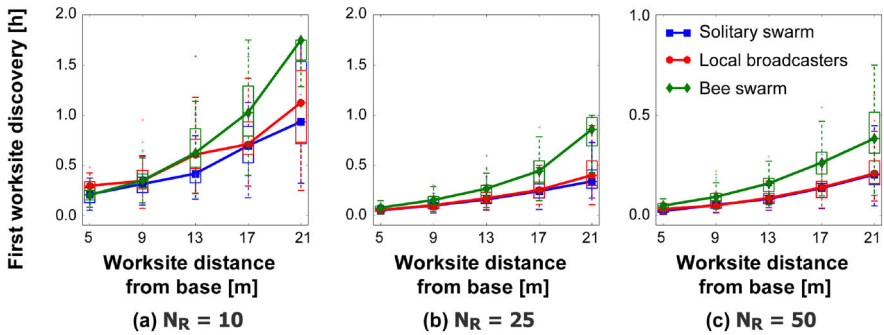 First worksite discovery [h]
2.0
1.5
1.0
0.5
0.0
5 9 13 17 21
Worksite distance
from base [m]
(a) N_R = 10
2.0
1.5
1.0
0.5
0.0
5 9 13 17 21
Worksite distance
from base [m]
(b) N_R = 25
1.0
0.5
0.0
Solitary swarm
Local broadcasters
Bee swarm
5 9 13 17 21
Worksite distance
from base [m]
(c) N_R = 50